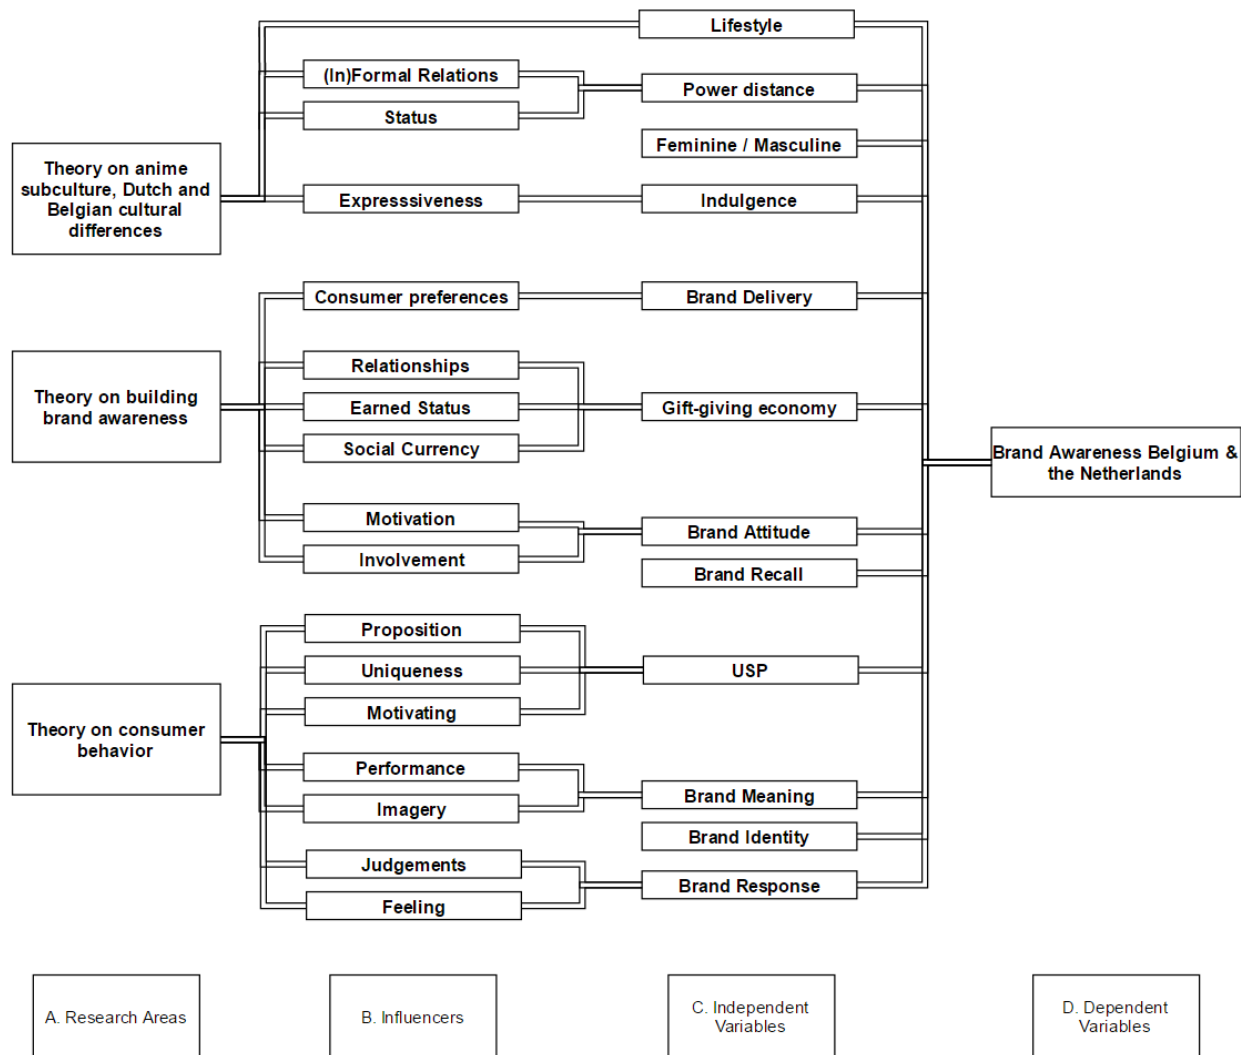 Lifestyle
(In)Formal Relations
Power distance
Status
Feminine / Masculine
Theory on anime
subculture, Dutch and
Belgian cultural
differences
Expresssiveness
Indulgence
Consumer preferences
Brand Delivery
Relationships
Theory on building
brand awareness
Earned Status
Gift-giving economy
Social Currency
Brand Awareness Belgium &
the Netherlands
Motivation
Brand Attitude
Involvement
Brand Recall
Proposition
Uniqueness
USP
Motivating
Theory on consumer
behavior
Performance
Brand Meaning
Imagery
Brand Identity
Judgements
Brand Response
Feeling
A. Research Areas
B. Influencers
C. Independent
Variables
D. Dependent
Variables